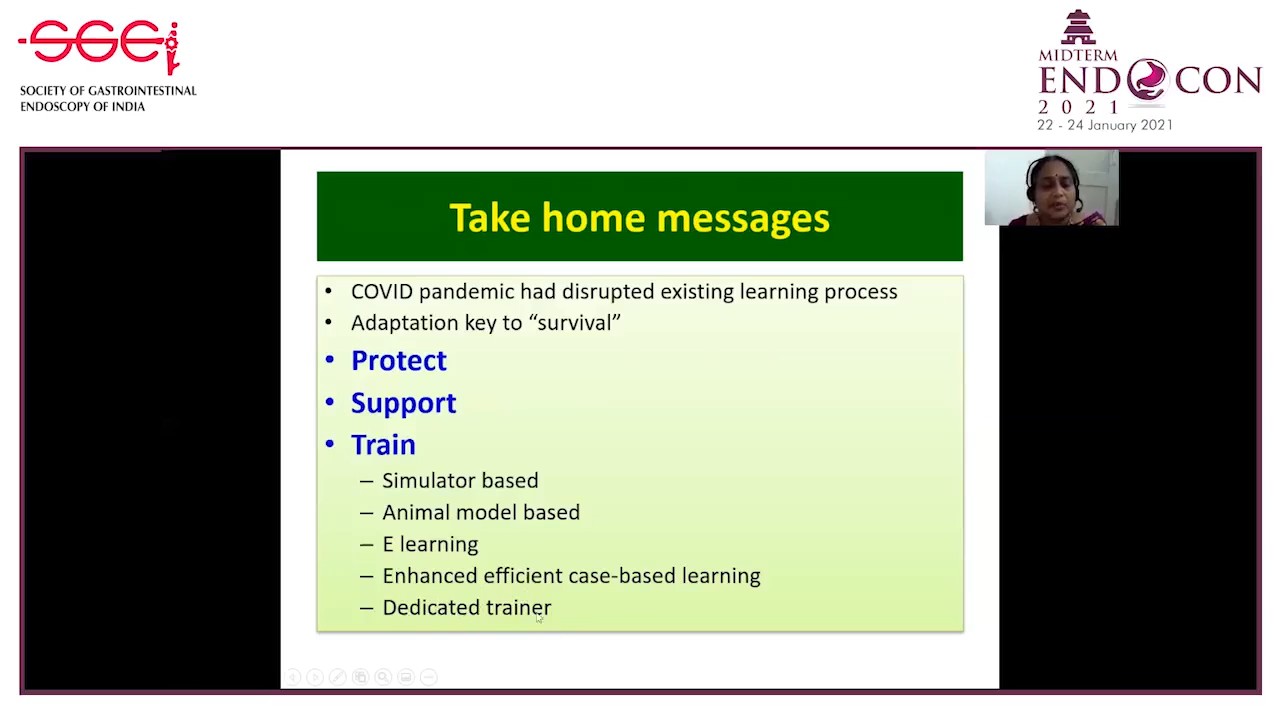 SGEi
SOCIETY OF GASTROINTESTINAL
ENDOSCOPY OF INDIA
MIDTERM
ENDOCON
2021
22 - 24 January 2021
Take home messages
• COVID pandemic had disrupted existing learning process
• Adaptation key to “survival”
• Protect
• Support
• Train
– Simulator based
– Animal model based
– E learning
– Enhanced efficient case-based learning
– Dedicated trainer